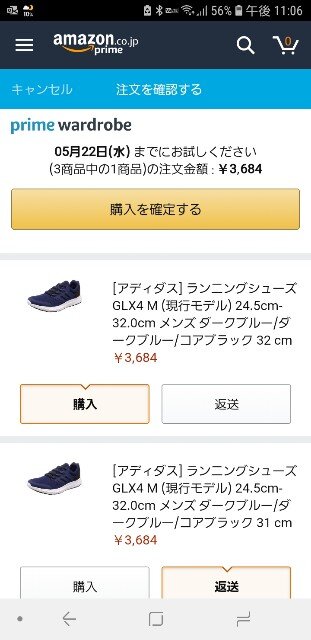 10%
56% 午後 11:06
amazon.co.jp
prime
0
キャンセル 注文を確認する
prime wardrobe
05月22日(水) までにお試しください
(3商品中の1商品)の注文金額 : ￥3,684
購入を確定する
[アディダス] ランニングシューズ
GLX4 M (現行モデル) 24.5cm-
32.0cm メンズ ダークブルー/ダ
ークブルー/コアブラック 32 cm
￥3,684
購入 返送
[アディダス] ランニングシューズ
GLX4 M (現行モデル) 24.5cm-
32.0cm メンズ ダークブルー/ダ
ークブルー/コアブラック 31 cm
￥3,684
購入 返送